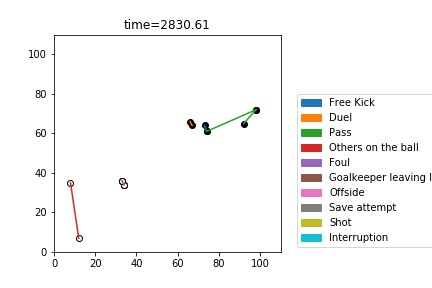 time=2830.61
100
80
60
40
20
0
0 20 40 60 80 100
Free Kick
Duel
Pass
Others on the ball
Foul
Goalkeeper leaving l
Offside
Save attempt
Shot
Interruption